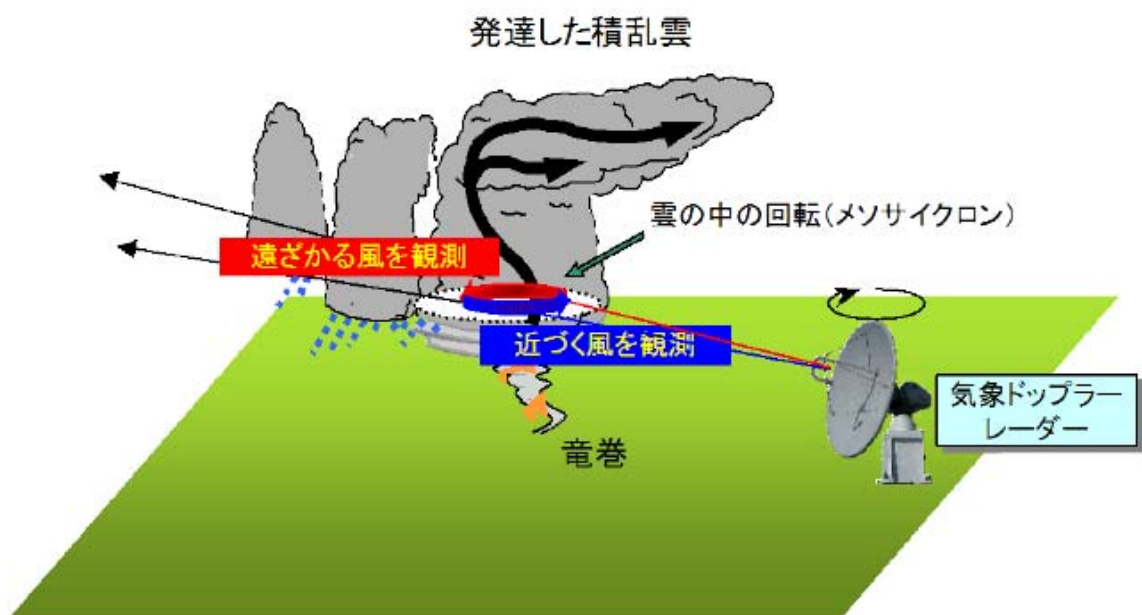 発達した積乱雲
雲の中の回転(メソサイクロン)
遠ざかる風を観測
近づく風を観測
気象ドップラー
レーダー
竜巻